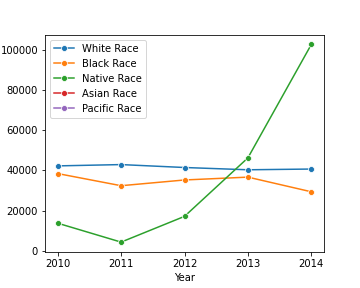 100000
80000
60000
40000
20000
0
White Race
Black Race
Native Race
Asian Race
Pacific Race
2010 2011 2012 2013 2014
Year